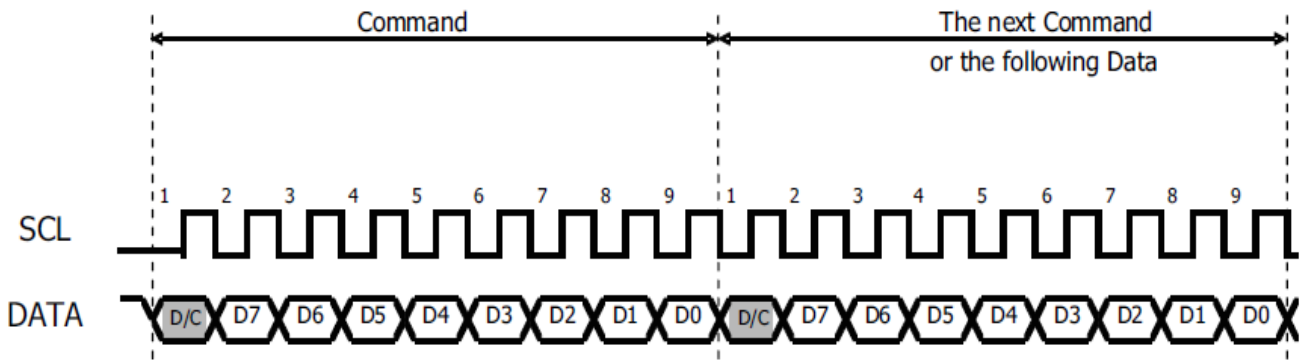 Command
The next Command
or the following Data
1 2 3 4 5 6 7 8 9 1 2 3 4 5 6 7 8 9
SCL
DATA D/C D7 D6 D5 D4 D3 D2 D1 D0 D/C D7 D6 D5 D4 D3 D2 D1 D0